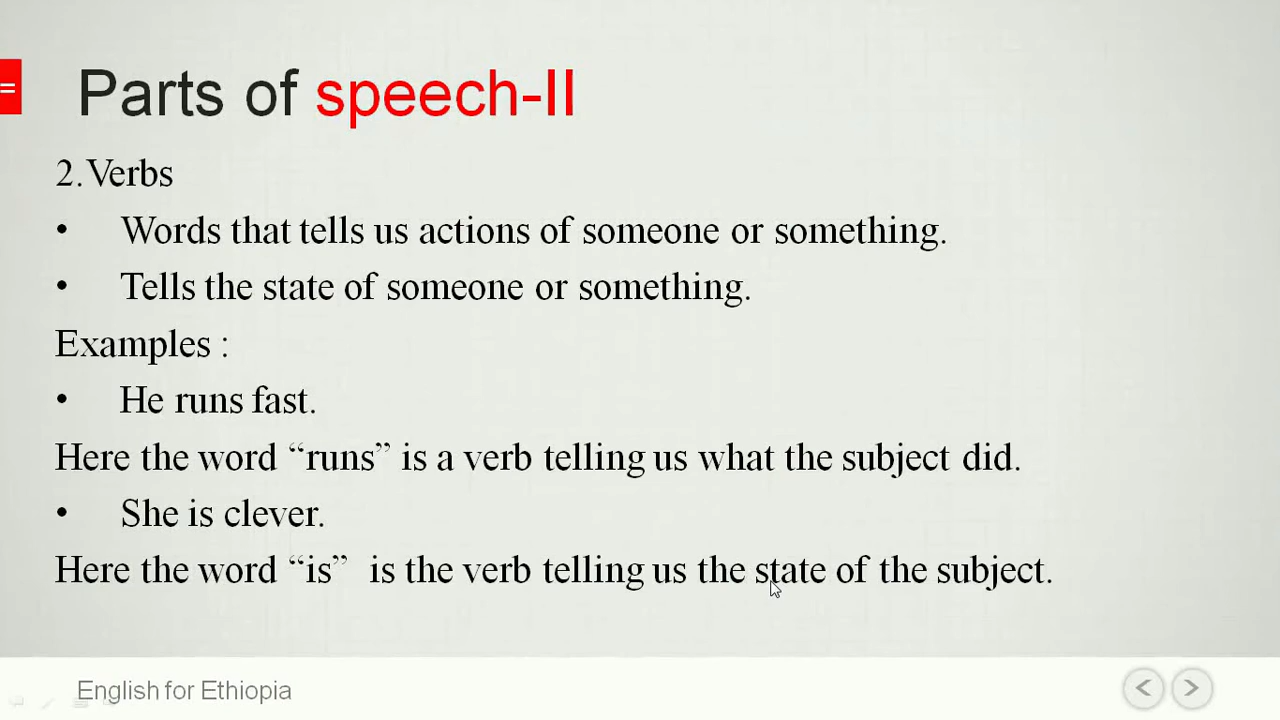 =
Parts of speech-II
2.Verbs
• Words that tells us actions of someone or something.
• Tells the state of someone or something.
Examples :
• He runs fast.
Here the word “runs” is a verb telling us what the subject did.
• She is clever.
Here the word “is”  is the verb telling us the state of the subject.
English for Ethiopia
< >